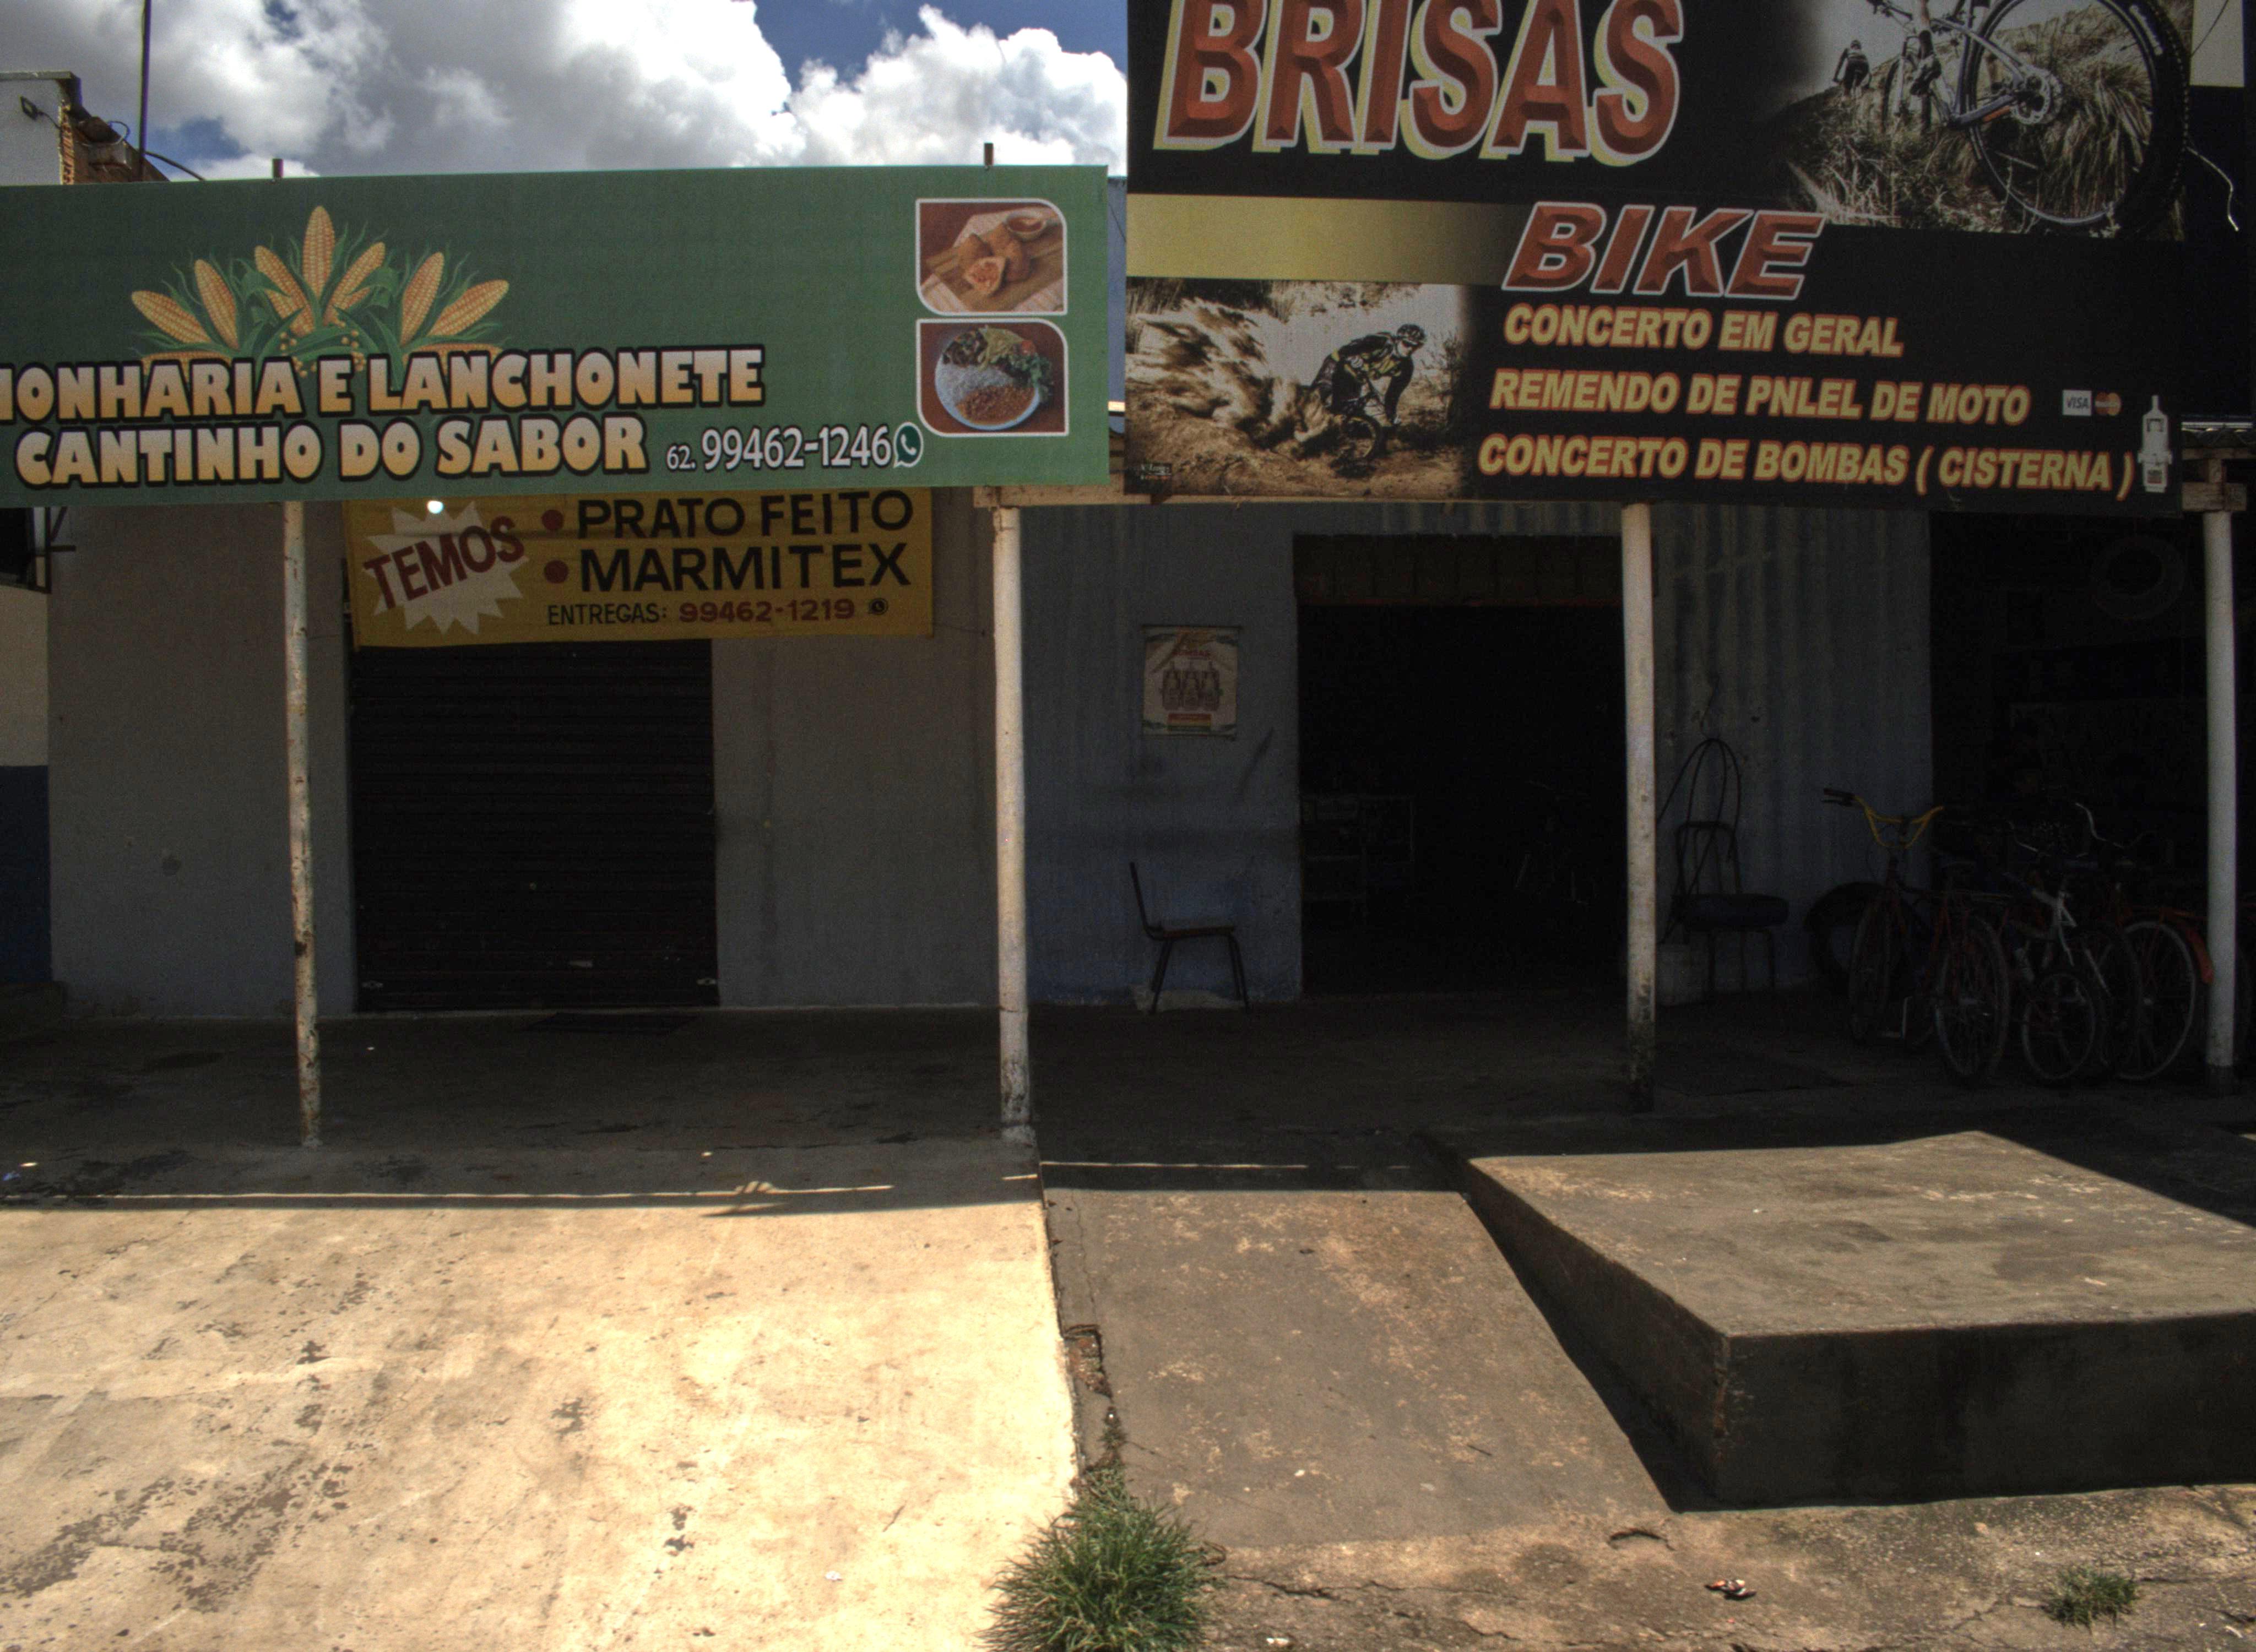 MONHARIA E LANCHONETE
CANTINHO DO SABOR
62. 99462-1246
TEMOS
• PRATO FEITO
• MARMITEX
ENTREGAS: 99462-1219
BRISAS
BIKE
CONCERTO EM GERAL
REMENDO DE PNLEL DE MOTO
VISA
CONCERTO DE BOMBAS ( CISTERNA )